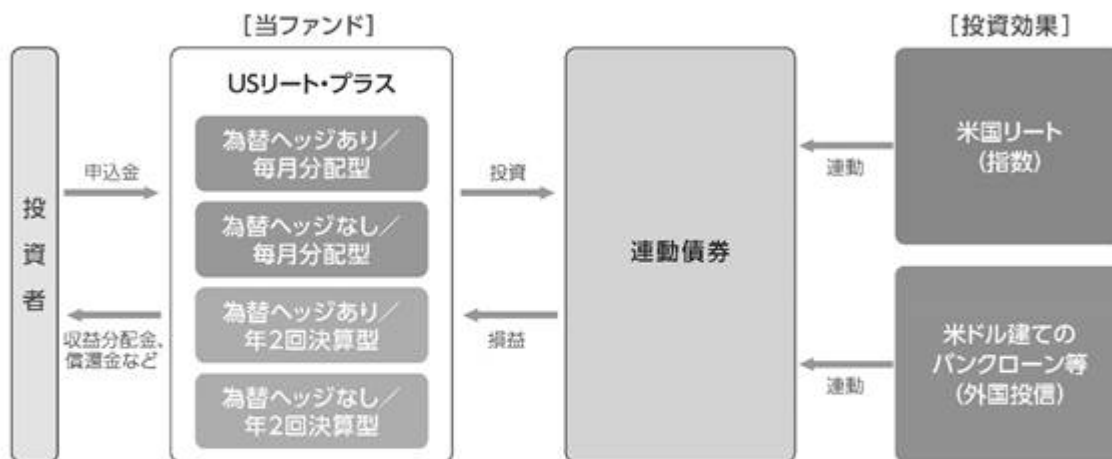 ［当ファンド］
［投資効果］
投資者
申込金
収益分配金、
償還金など
USリート・プラス
為替ヘッジあり／
毎月分配型
為替ヘッジなし／
毎月分配型
為替ヘッジあり／
年2回決算型
為替ヘッジなし／
年2回決算型
投資
損益
連動債券
連動
連動
米国リート
（指数）
米ドル建ての
バンクローン等
（外国投信）